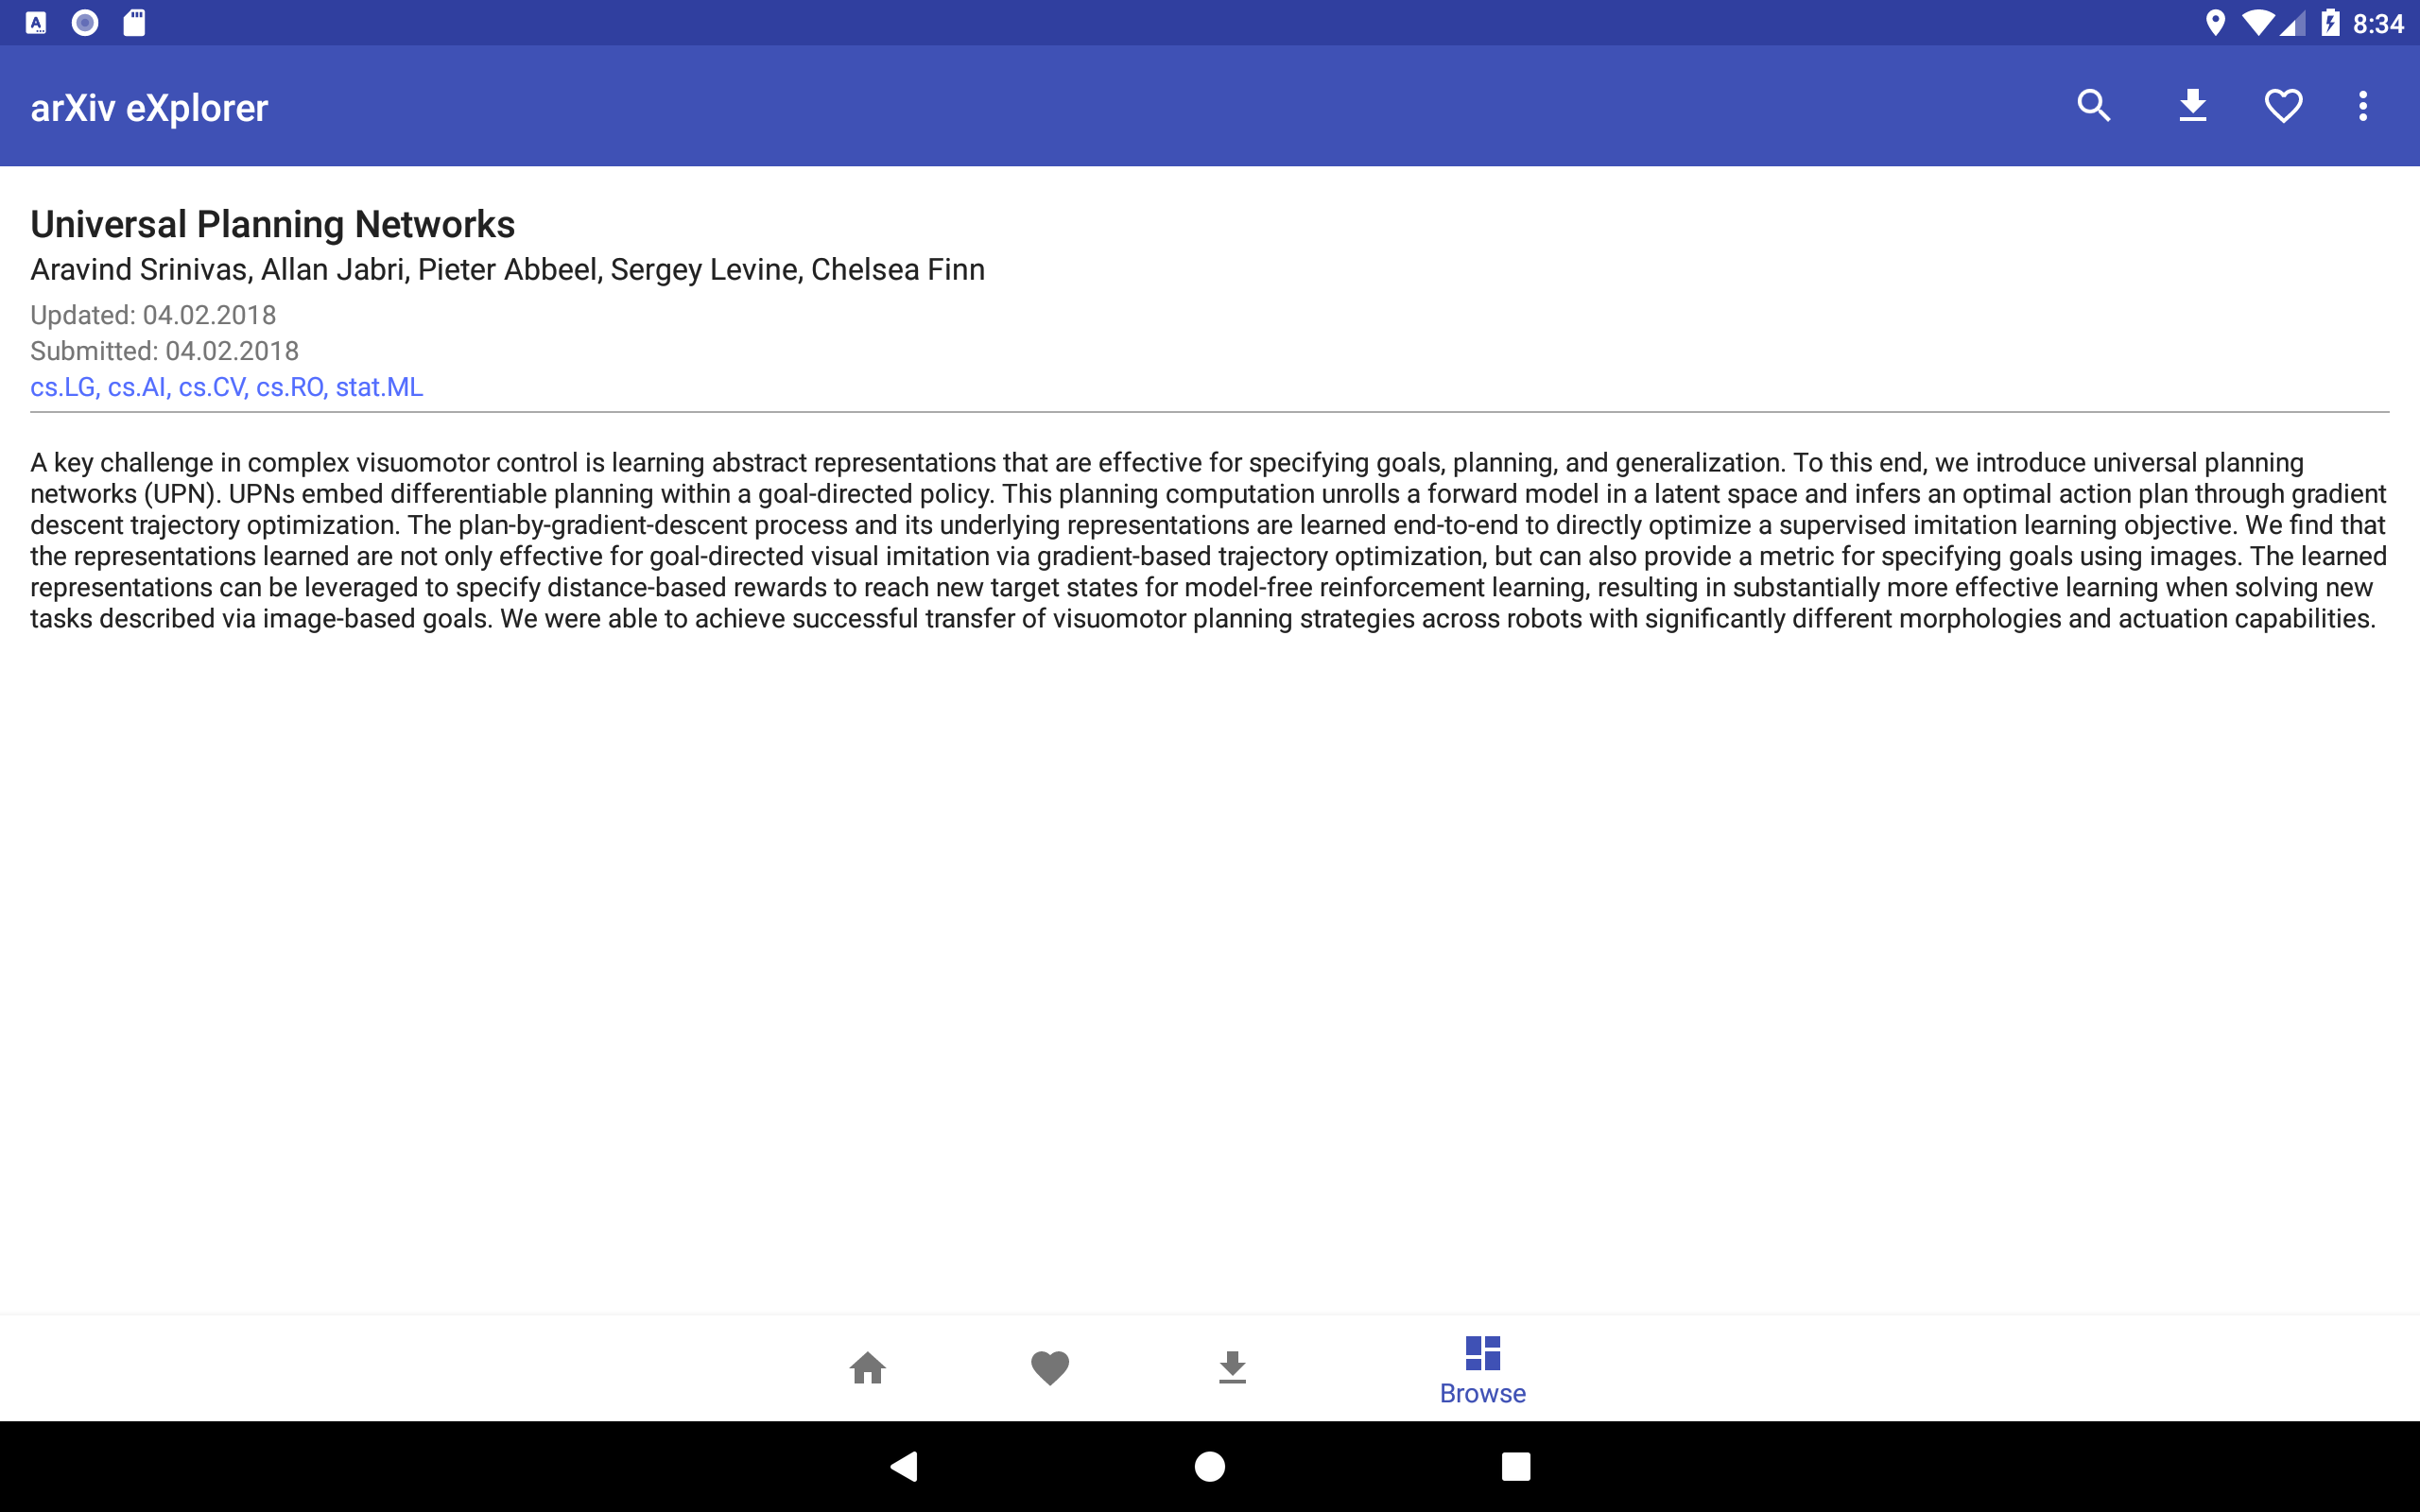 8:34
arXiv eXplorer
Universal Planning Networks
Aravind Srinivas, Allan Jabri, Pieter Abbeel, Sergey Levine, Chelsea Finn
Updated: 04.02.2018
Submitted: 04.02.2018
cs.LG, cs.AI, cs.CV, cs.RO, stat.ML
A key challenge in complex visuomotor control is learning abstract representations that are effective for specifying goals, planning, and generalization. To this end, we introduce universal planning
networks (UPN). UPNs embed differentiable planning within a goal-directed policy. This planning computation unrolls a forward model in a latent space and infers an optimal action plan through gradient
descent trajectory optimization. The plan-by-gradient-descent process and its underlying representations are learned end-to-end to directly optimize a supervised imitation learning objective. We find that
the representations learned are not only effective for goal-directed visual imitation via gradient-based trajectory optimization, but can also provide a metric for specifying goals using images. The learned
representations can be leveraged to specify distance-based rewards to reach new target states for model-free reinforcement learning, resulting in substantially more effective learning when solving new
tasks described via image-based goals. We were able to achieve successful transfer of visuomotor planning strategies across robots with significantly different morphologies and actuation capabilities.
Browse